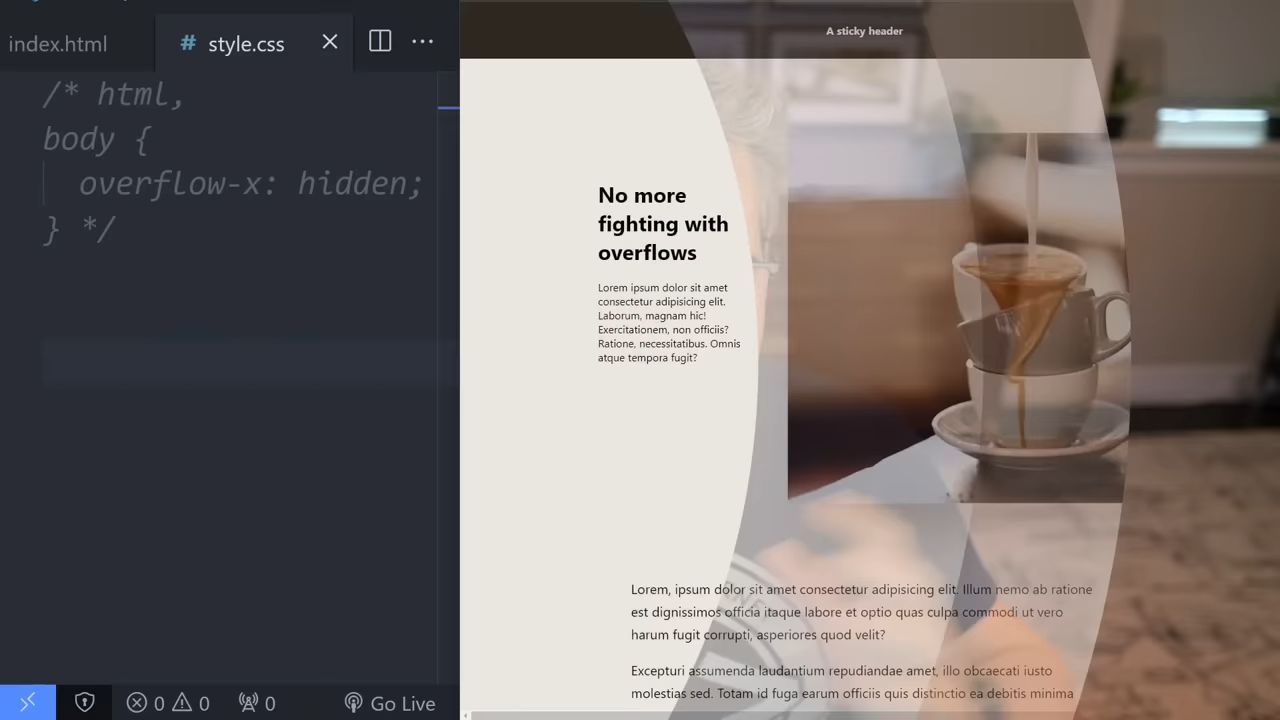 index.html
# style.css
/* html,
body {
overflow-x: hidden;
} */
0 0 0
Go Live
A sticky header
No more
fighting with
overflows
Lorem ipsum dolor sit amet
consectetur adipisicing elit.
Laborum, magnam hic!
Exercitationem, non officiis?
Ratione, necessitatibus. Omnis
atque tempora fugit?
Lorem, ipsum dolor sit amet consectetur adipisicing elit. Illum nemo ab ratione
est dignissimos officia itaque labore et optio quas culpa commodi ut vero
harum fugit corrupti, asperiores quod velit?
Excepturi assumenda laudantium repudiandae amet, illo obcaecati iusto
molestias sed. Totam id fuga earum officiis quis distinctio ea debitis minima